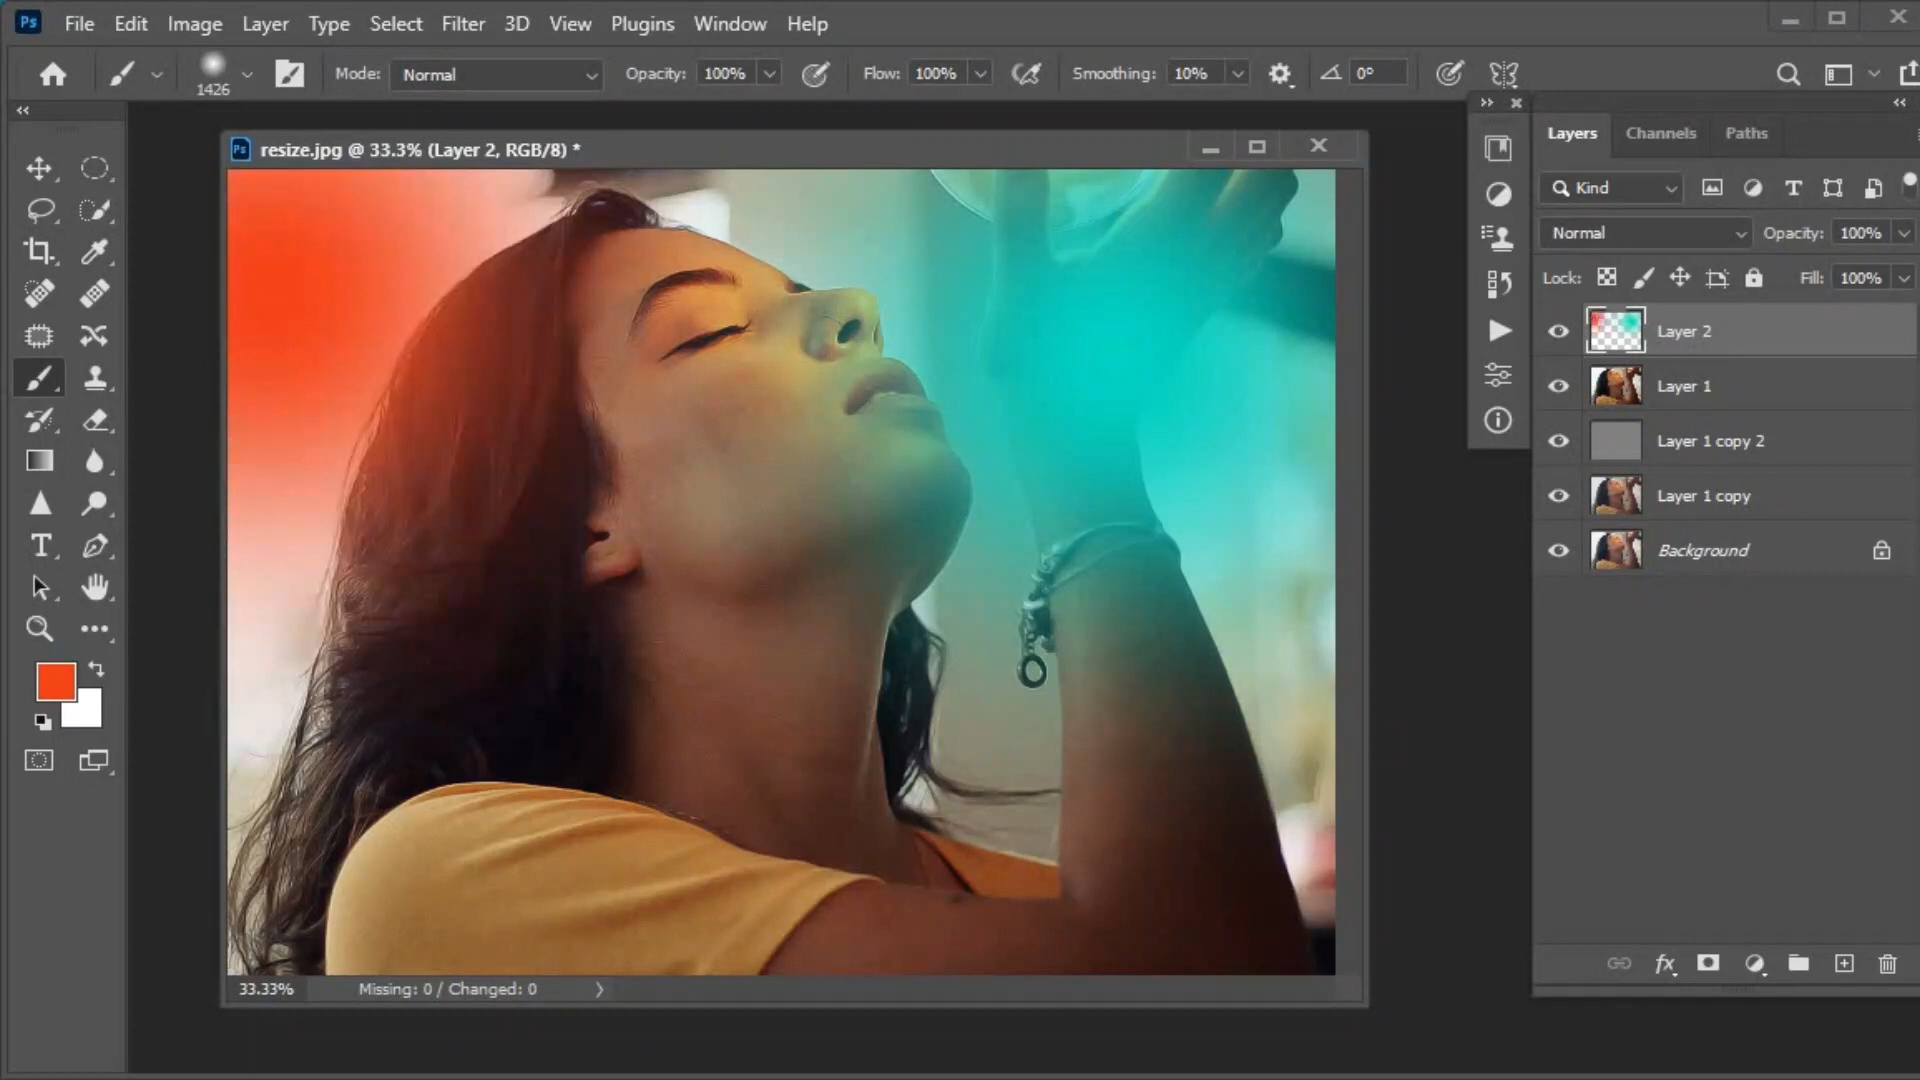 Ps File Edit Image Layer Type Select Filter 3D View Plugins Window Help
1426 Mode: Normal Opacity: 100% Flow: 100% Smoothing: 10% 0°
Ps resize.jpg @ 33.3% (Layer 2, RGB/8) *
Layers Channels Paths
Kind
Normal Opacity: 100%
Lock: Fill: 100%
Layer 2
Layer 1
Layer 1 copy 2
Layer 1 copy
Background
fx
33.33% Missing: 0 / Changed: 0